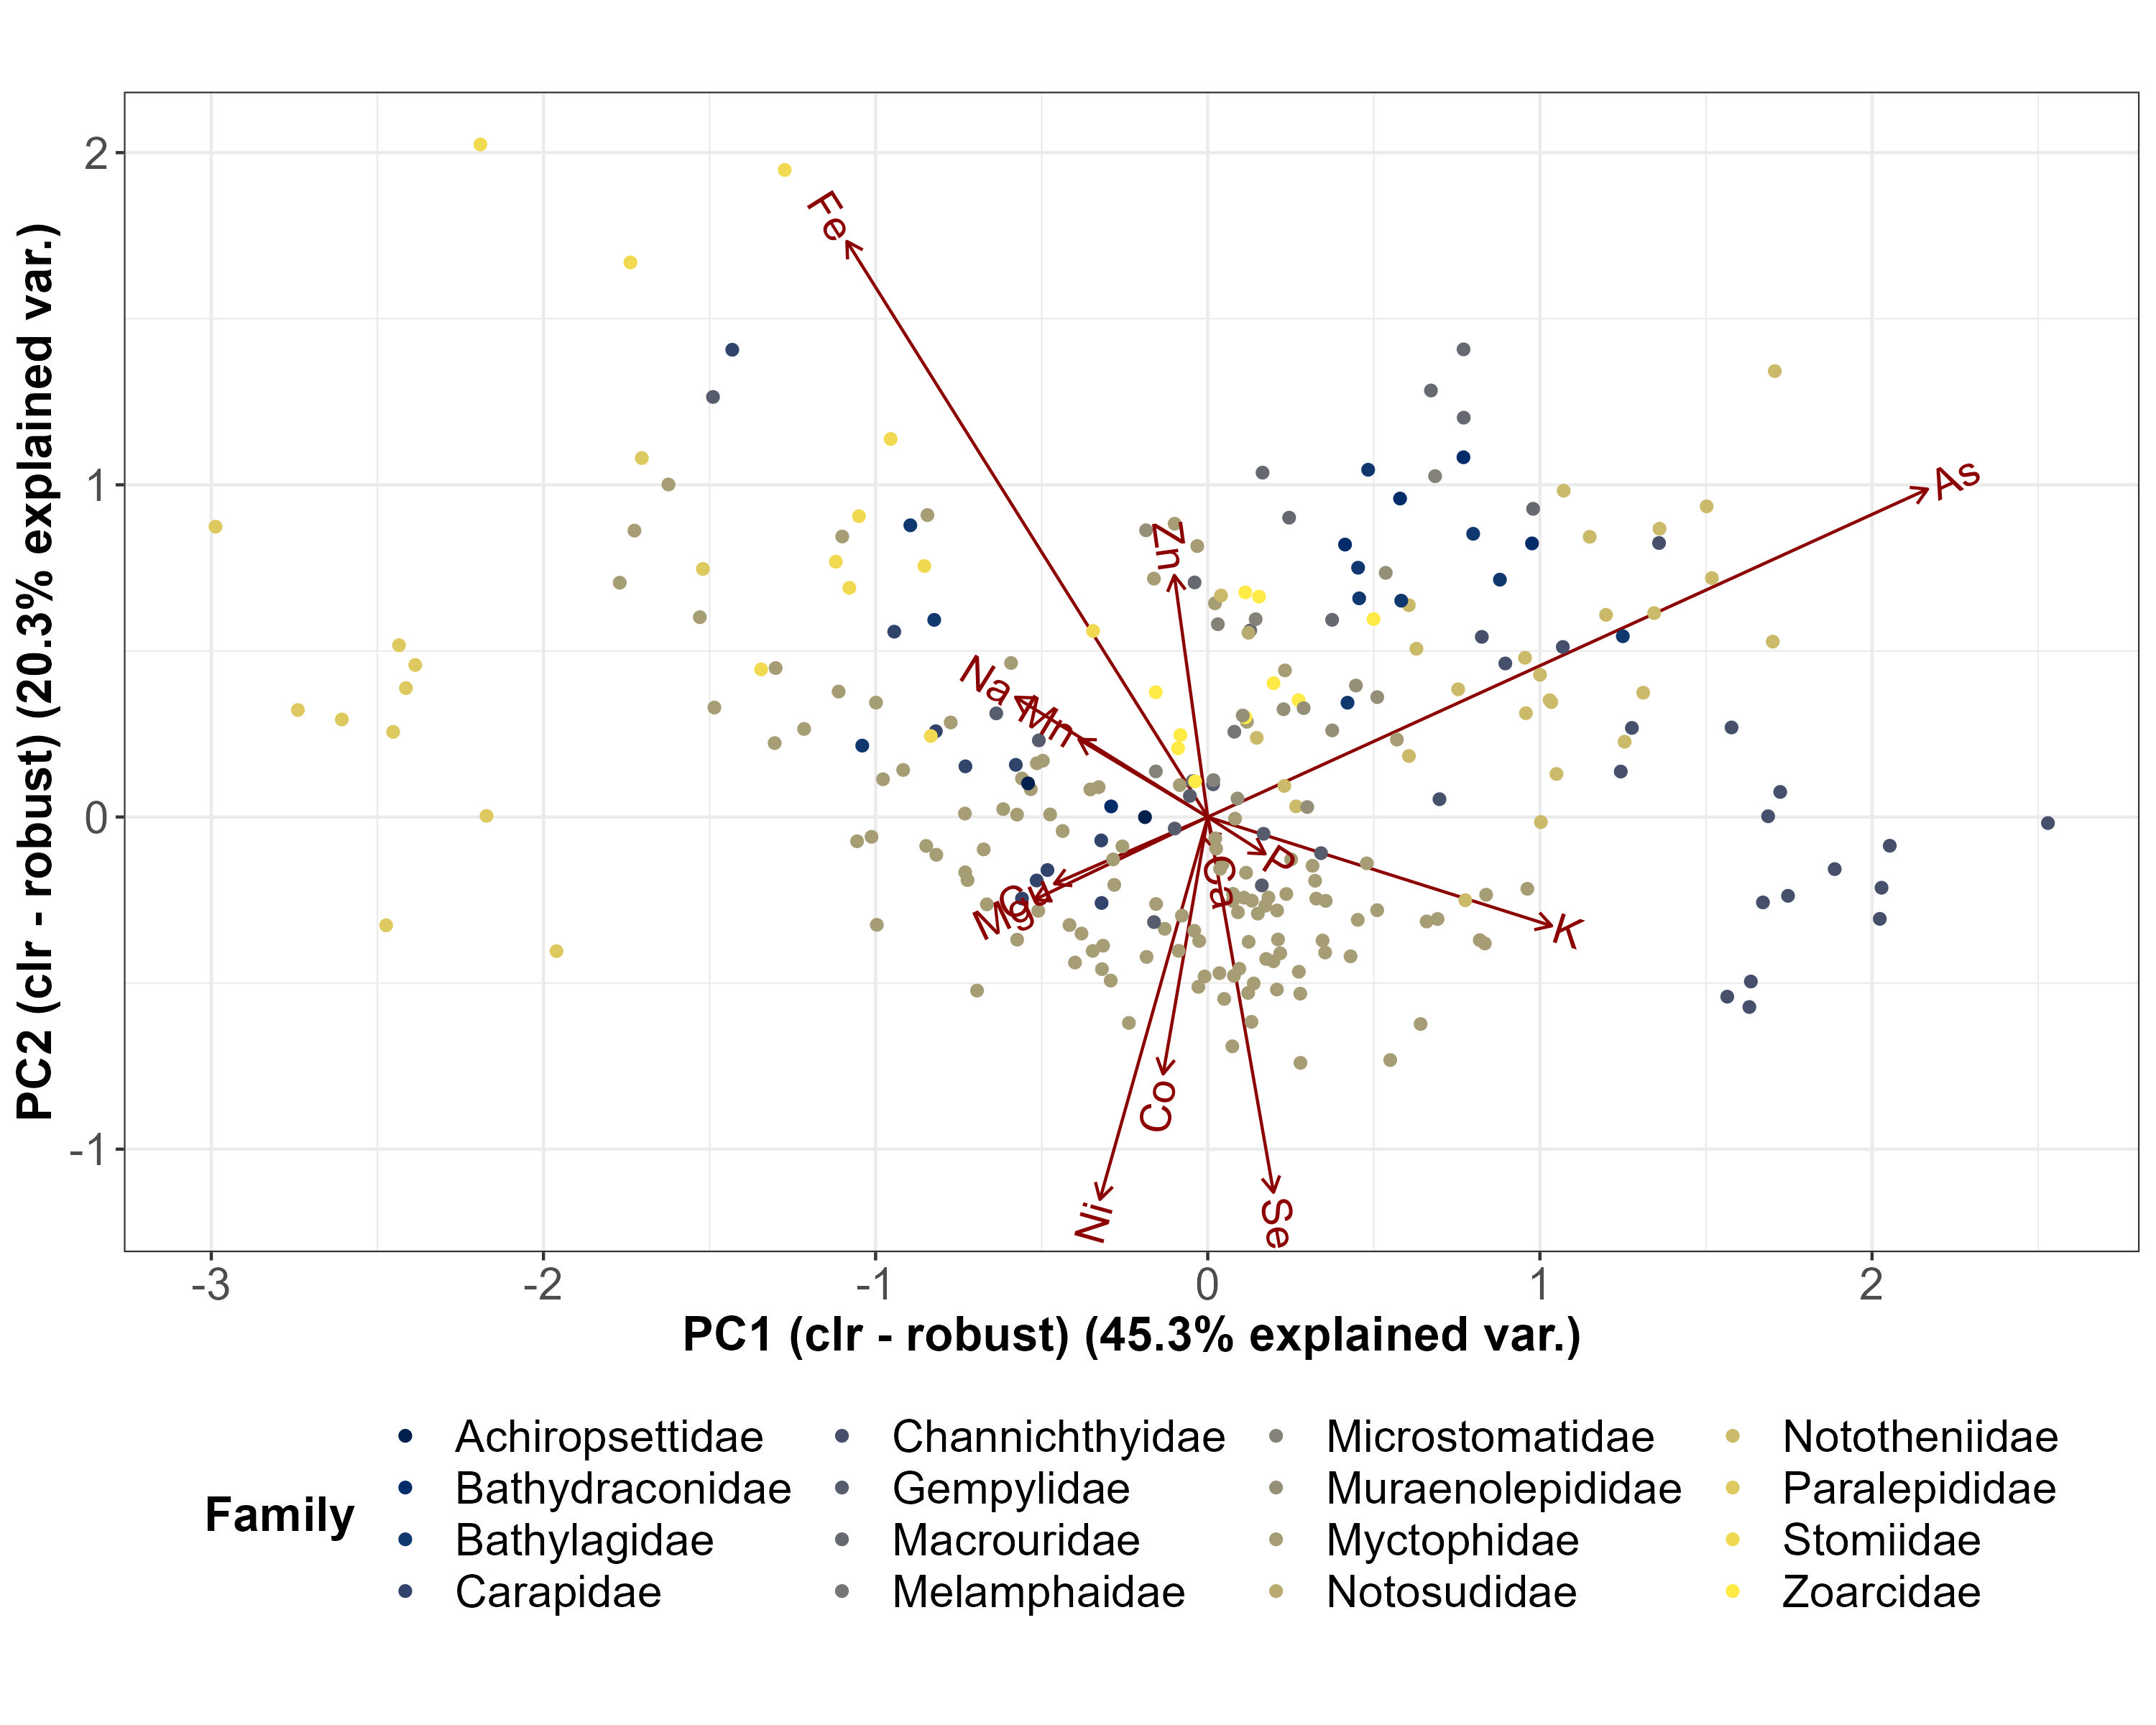 PC2 (clr - robust) (20.3% explained var.)
2
1
0
-1
Fe
As
Zn
Na
Mn
P
Ca
K
Mg
Co
Ni
Se
-3
-2
-1
0
1
2
PC1 (clr - robust) (45.3% explained var.)
Family
Achiropsettidae
Bathydraconidae
Bathylagidae
Carapidae
Channichthyidae
Gempylidae
Macrouridae
Melamphaidae
Microstomatidae
Muraenolepididae
Myctophidae
Notosudidae
Nototheniidae
Paralepididae
Stomiidae
Zoarcidae